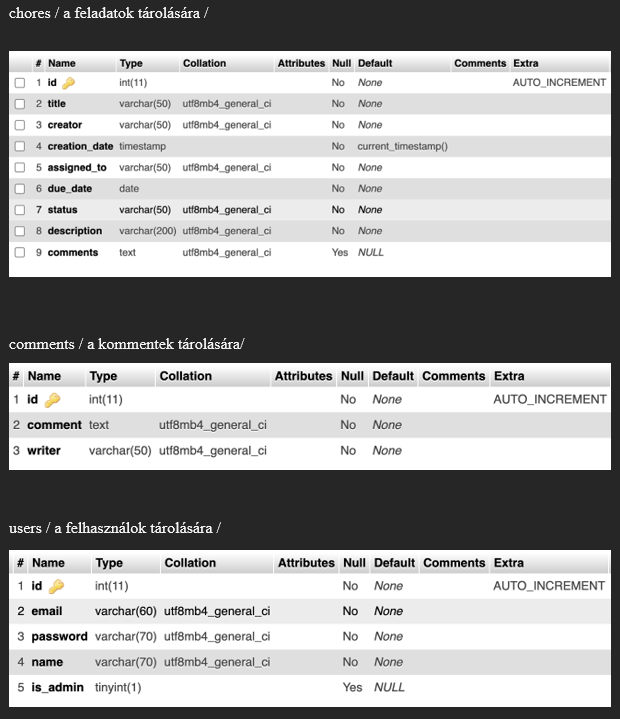 chores / a feladatok tárolására /
# Name Type Collation Attributes Null Default Comments Extra
1 id int(11) No None AUTO_INCREMENT
2 title varchar(50) utf8mb4_general_ci No None
3 creator varchar(50) utf8mb4_general_ci No None
4 creation_date timestamp No current_timestamp()
5 assigned_to varchar(50) utf8mb4_general_ci No None
6 due_date date No None
7 status varchar(50) utf8mb4_general_ci No None
8 description varchar(200) utf8mb4_general_ci No None
9 comments text utf8mb4_general_ci Yes NULL
comments / a kommentek tárolására/
# Name Type Collation Attributes Null Default Comments Extra
1 id int(11) No None AUTO_INCREMENT
2 comment text utf8mb4_general_ci No None
3 writer varchar(50) utf8mb4_general_ci No None
users / a felhasználok tárolására /
# Name Type Collation Attributes Null Default Comments Extra
1 id int(11) No None AUTO_INCREMENT
2 email varchar(60) utf8mb4_general_ci No None
3 password varchar(70) utf8mb4_general_ci No None
4 name varchar(70) utf8mb4_general_ci No None
5 is_admin tinyint(1) Yes NULL